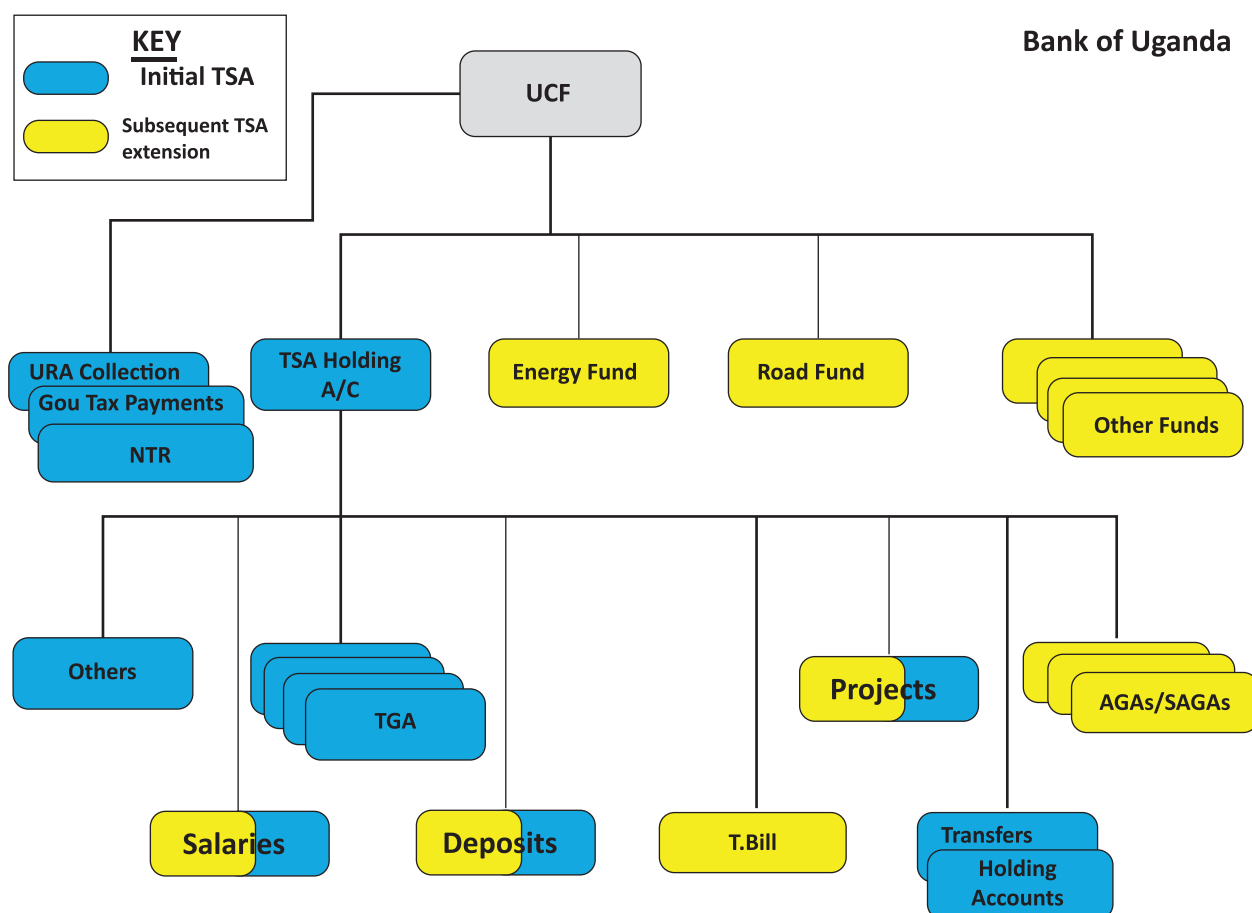 KEY
Initial TSA
Subsequent TSA
extension
Bank of Uganda
UCF
URA Collection
Gou Tax Payments
NTR
TSA Holding
A/C
Energy Fund
Road Fund
Other Funds
Others
TGA
Projects
AGAs/SAGAs
Salaries
Deposits
T.Bill
Transfers
Holding
Accounts